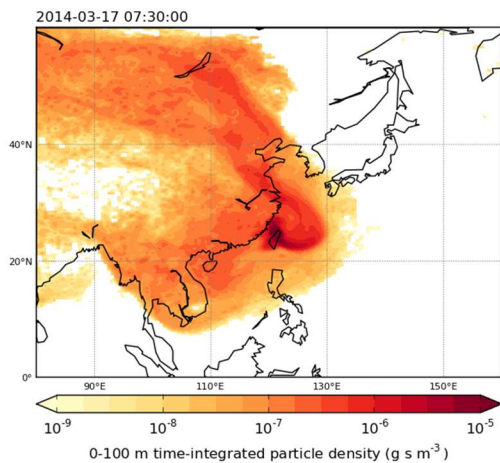 2014-03-17 07:30:00
40°N
20°N
0°
90°E 110°E 130°E 150°E
10⁻⁹ 10⁻⁸ 10⁻⁷ 10⁻⁶ 10⁻⁵
0-100 m time-integrated particle density (g s m⁻³)